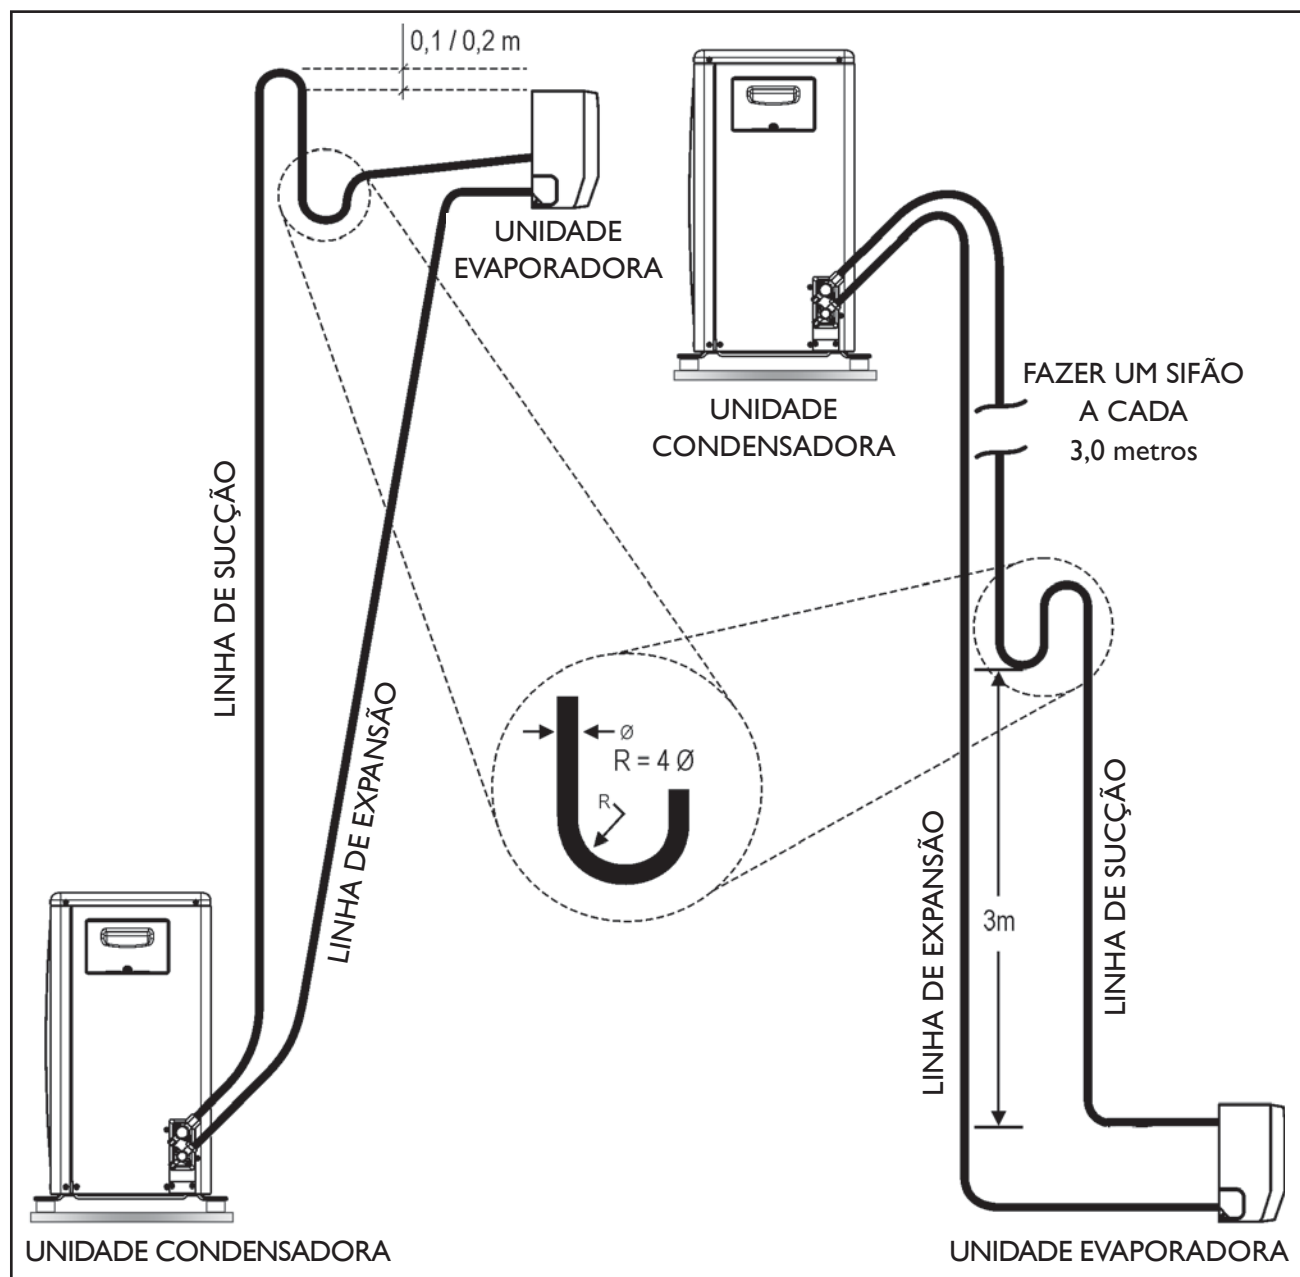 0,1 / 0,2 m
UNIDADE
EVAPORADORA
LINHA DE SUCÇÃO
LINHA DE EXPANSÃO
UNIDADE CONDENSADORA
Ø
R = 4 Ø
R
UNIDADE
CONDENSADORA
FAZER UM SIFÃO
A CADA
3,0 metros
LINHA DE EXPANSÃO
3m
LINHA DE SUCÇÃO
UNIDADE EVAPORADORA